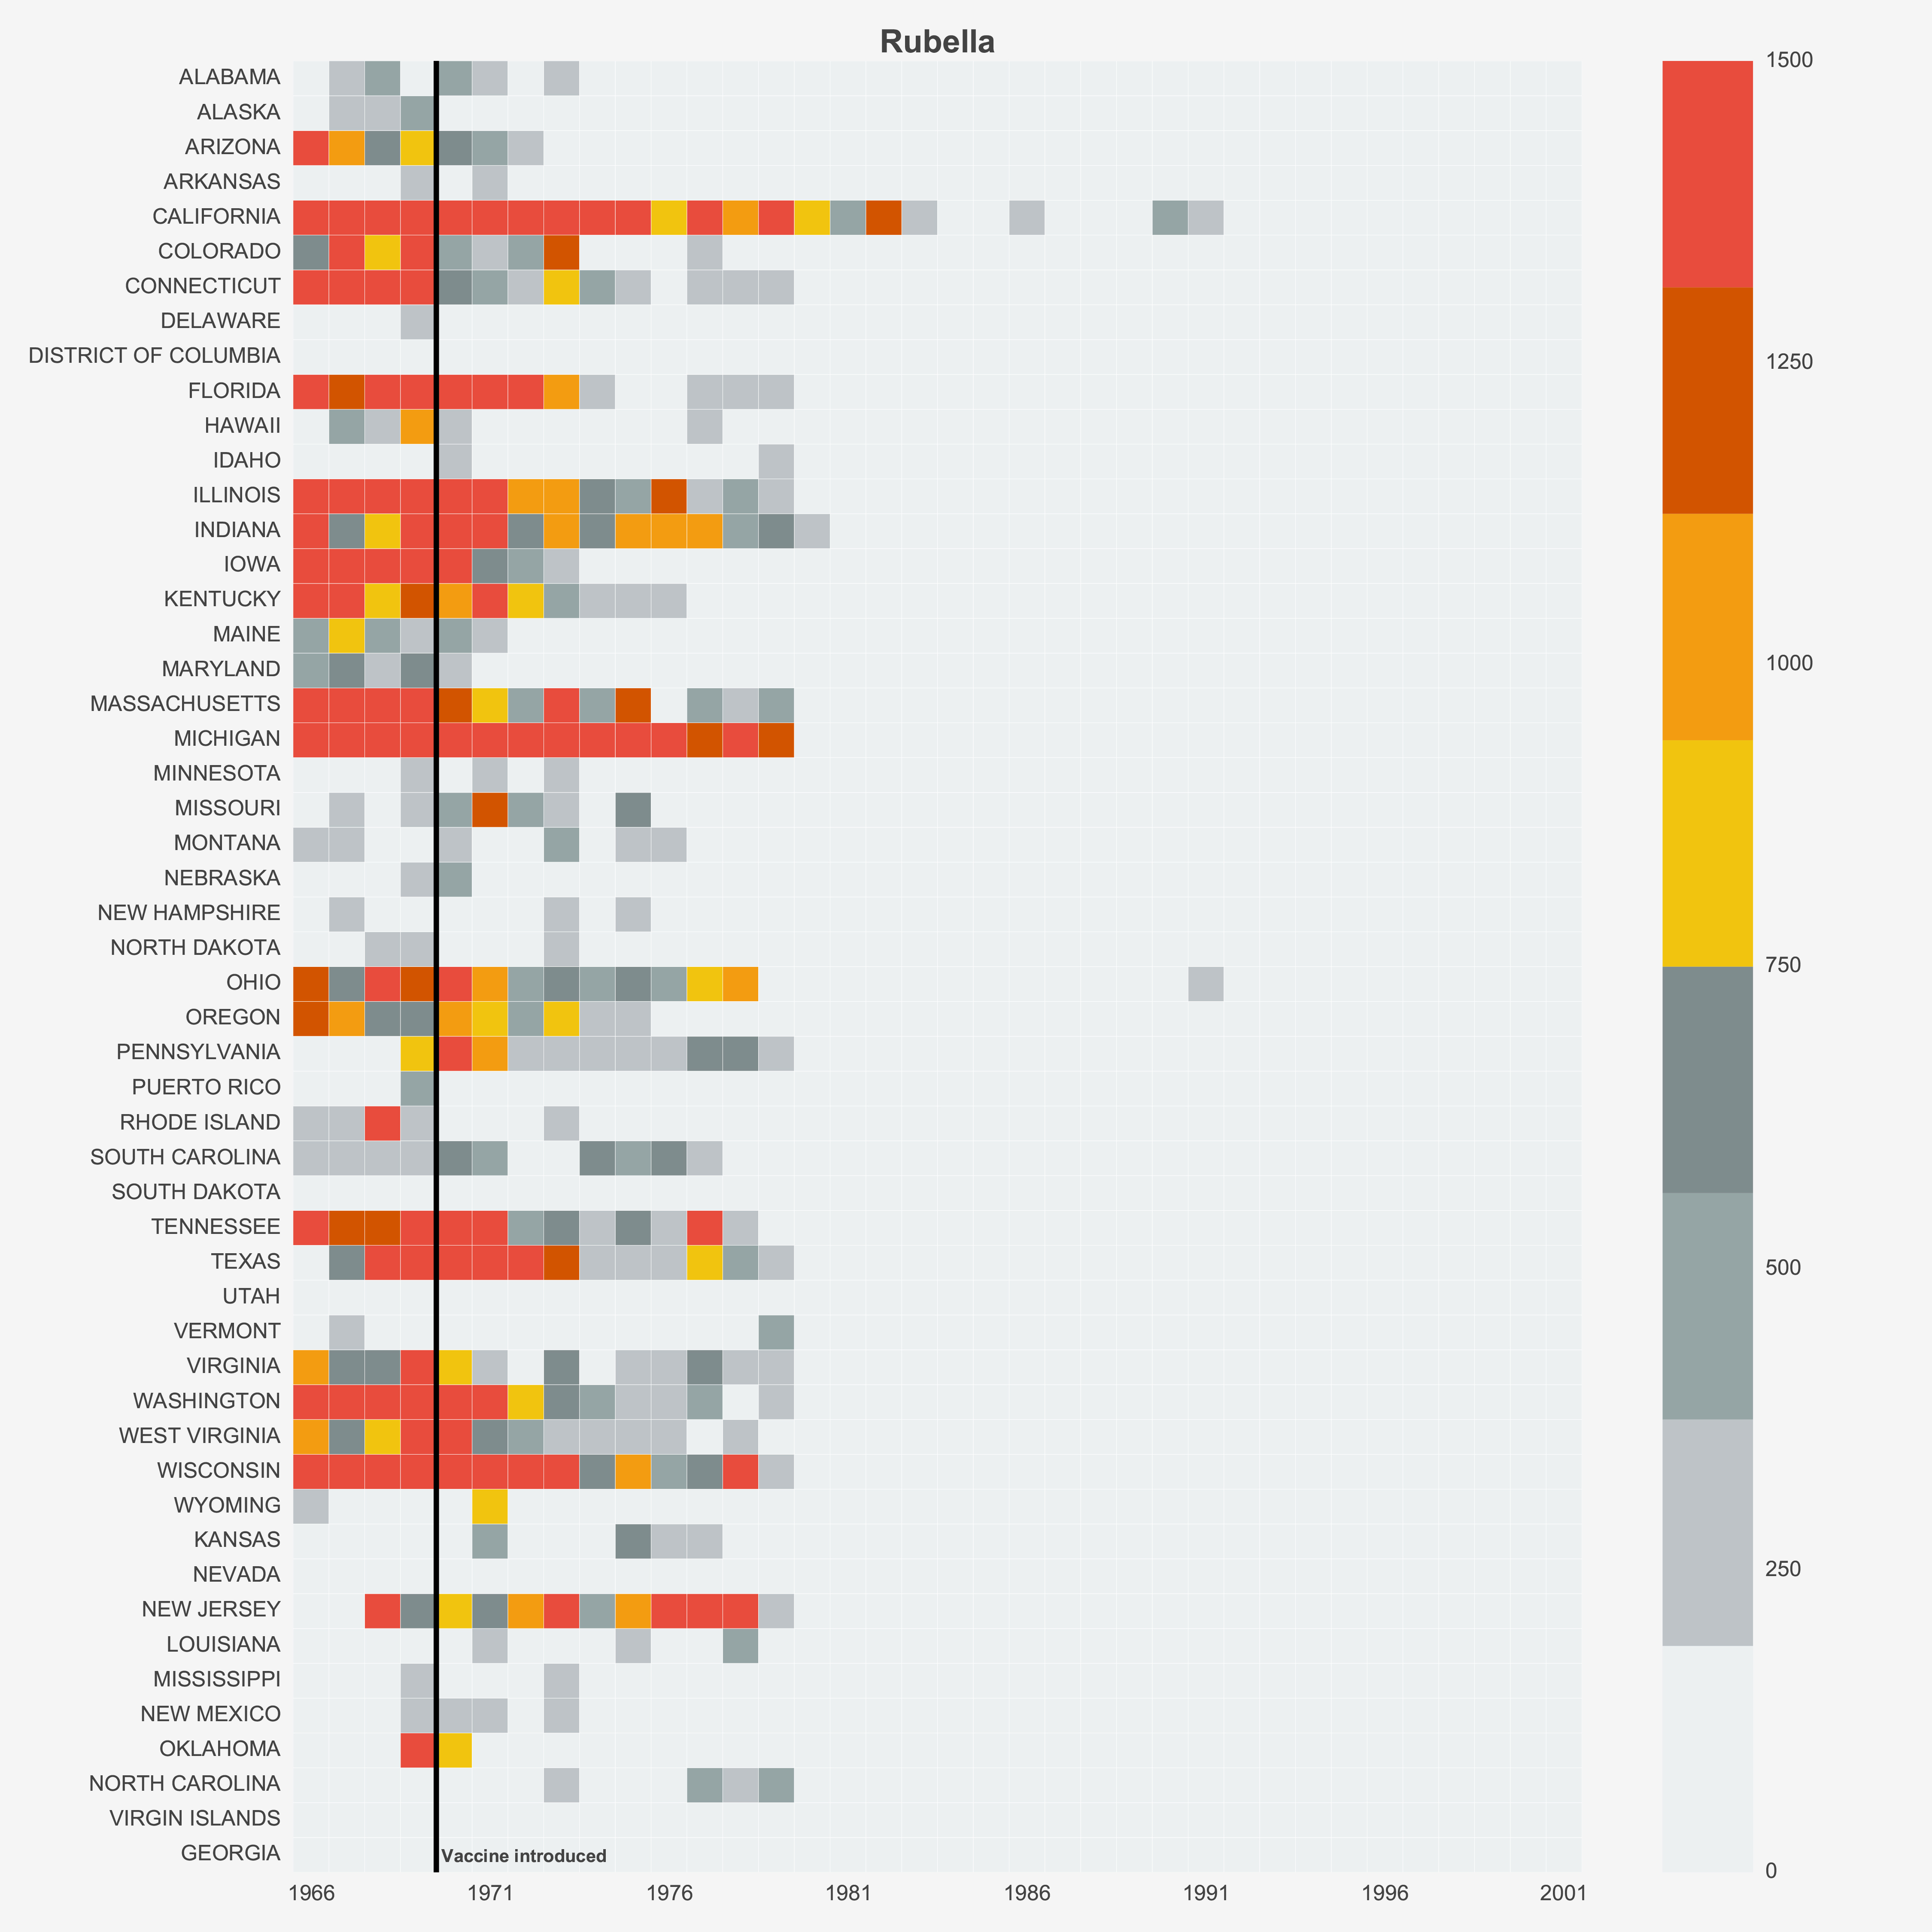 Rubella
ALABAMA
ALASKA
ARIZONA
ARKANSAS
CALIFORNIA
COLORADO
CONNECTICUT
DELAWARE
DISTRICT OF COLUMBIA
FLORIDA
HAWAII
IDAHO
ILLINOIS
INDIANA
IOWA
KENTUCKY
MAINE
MARYLAND
MASSACHUSETTS
MICHIGAN
MINNESOTA
MISSOURI
MONTANA
NEBRASKA
NEW HAMPSHIRE
NORTH DAKOTA
OHIO
OREGON
PENNSYLVANIA
PUERTO RICO
RHODE ISLAND
SOUTH CAROLINA
SOUTH DAKOTA
TENNESSEE
TEXAS
UTAH
VERMONT
VIRGINIA
WASHINGTON
WEST VIRGINIA
WISCONSIN
WYOMING
KANSAS
NEVADA
NEW JERSEY
LOUISIANA
MISSISSIPPI
NEW MEXICO
OKLAHOMA
NORTH CAROLINA
VIRGIN ISLANDS
GEORGIA
Vaccine introduced
1966 1971 1976 1981 1986 1991 1996 2001
1500
1250
1000
750
500
250
0